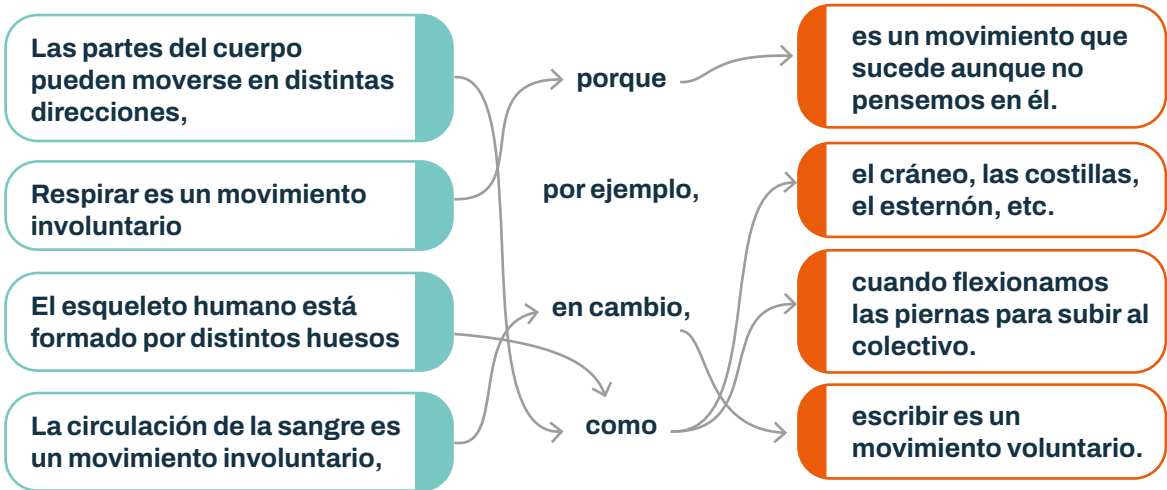 Las partes del cuerpo
pueden moverse en distintas
direcciones,
Respirar es un movimiento
involuntario
El esqueleto humano está
formado por distintos huesos
La circulación de la sangre es
un movimiento involuntario,
porque
por ejemplo,
en cambio,
como
es un movimiento que
sucede aunque no
pensemos en él.
el cráneo, las costillas,
el esternón, etc.
cuando flexionamos
las piernas para subir al
colectivo.
escribir es un
movimiento voluntario.